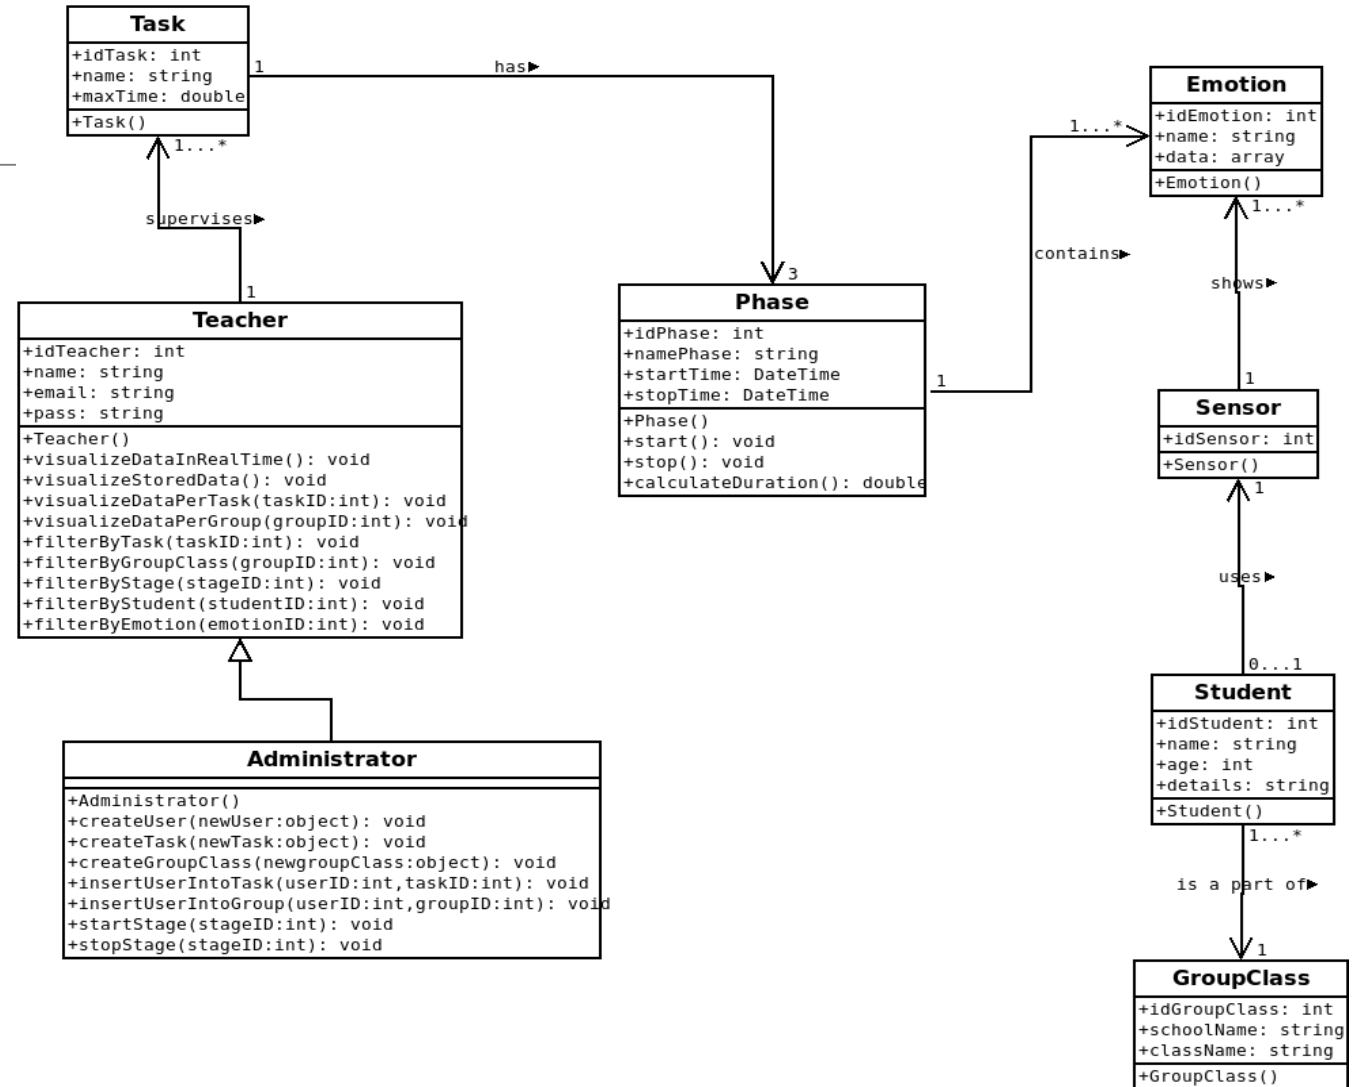 Task
+idTask: int
+name: string
+maxTime: double
+Task()
1
has▶
1...*
supervises▶
1
Teacher
+idTeacher: int
+name: string
+email: string
+pass: string
+Teacher()
+visualizeDataInRealTime(): void
+visualizeStoredData(): void
+visualizeDataPerTask(taskID:int): void
+visualizeDataPerGroup(groupID:int): void
+filterByTask(taskID:int): void
+filterByGroupClass(groupID:int): void
+filterByStage(stageID:int): void
+filterByStudent(studentID:int): void
+filterByEmotion(emotionID:int): void
Administrator
+Administrator()
+createUser(newUser:object): void
+createTask(newTask:object): void
+createGroupClass(newgroupClass:object): void
+insertUserIntoTask(userID:int,taskID:int): void
+insertUserIntoGroup(userID:int,groupID:int): void
+startStage(stageID:int): void
+stopStage(stageID:int): void
3
Phase
+idPhase: int
+namePhase: string
+startTime: DateTime
+stopTime: DateTime
+Phase()
+start(): void
+stop(): void
+calculateDuration(): double
1
contains▶
1...*
Emotion
+idEmotion: int
+name: string
+data: array
+Emotion()
1...*
shows▶
1
Sensor
+idSensor: int
+Sensor()
1
uses▶
0...1
Student
+idStudent: int
+name: string
+age: int
+details: string
+Student()
1...*
is a part of▶
1
GroupClass
+idGroupClass: int
+schoolName: string
+className: string
+GroupClass()